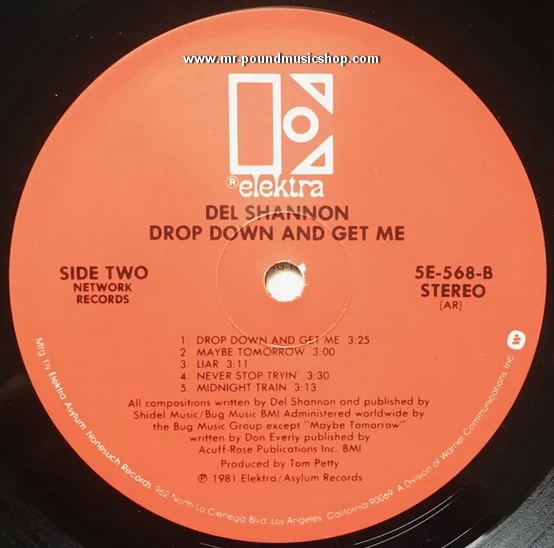 www.mr-poundmusicshop.com
® elektra
DEL SHANNON
DROP DOWN AND GET ME
SIDE TWO
NETWORK
RECORDS
5E-568-B
STEREO
(AR)
1. DROP DOWN AND GET ME 3:25
2 MAYBE TOMORROW 3:00
3. LIAR 3:11
4. NEVER STOP TRYIN' 3:30
5. MIDNIGHT TRAIN 3:13
All compositions written by Del Shannon and published by
Shidel Music/Bug Music BMI Administered worldwide by
the Bug Music Group except "Maybe Tomorrow"
written by Don Everly published by
Acuff-Rose Publications Inc. BMI
Produced by Tom Petty
℗ 1981 Elektra/Asylum Records
Mfg. by Elektra Asylum Nonesuch Records. 962 North La Cienega Blvd. Los Angeles. California 90069. A Division of Warner Communications Inc